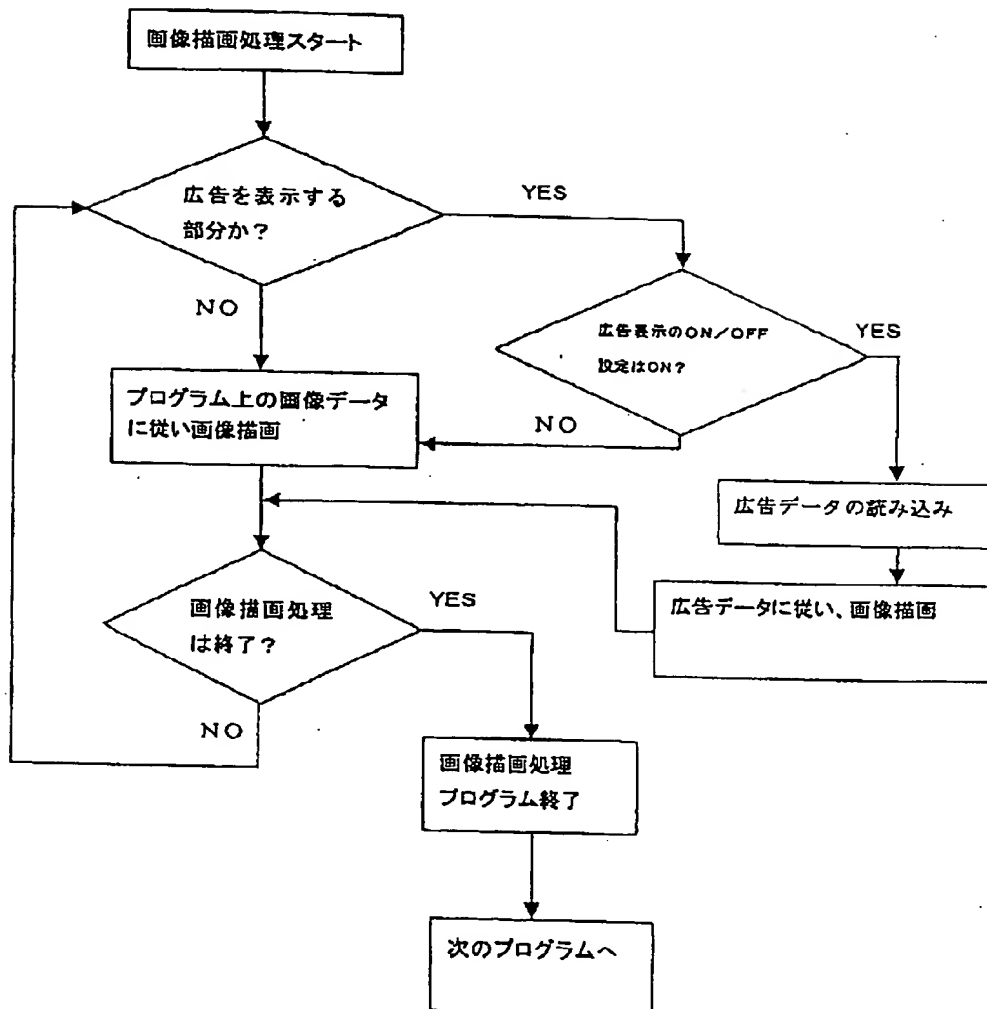 画像描画処理スタート
広告を表示する
部分か？
YES
NO
広告表示のON／OFF
設定はON？
YES
NO
プログラム上の画像データ
に従い画像描画
広告データの読み込み
広告データに従い、画像描画
画像描画処理
は終了？
YES
NO
画像描画処理
プログラム終了
次のプログラムへ